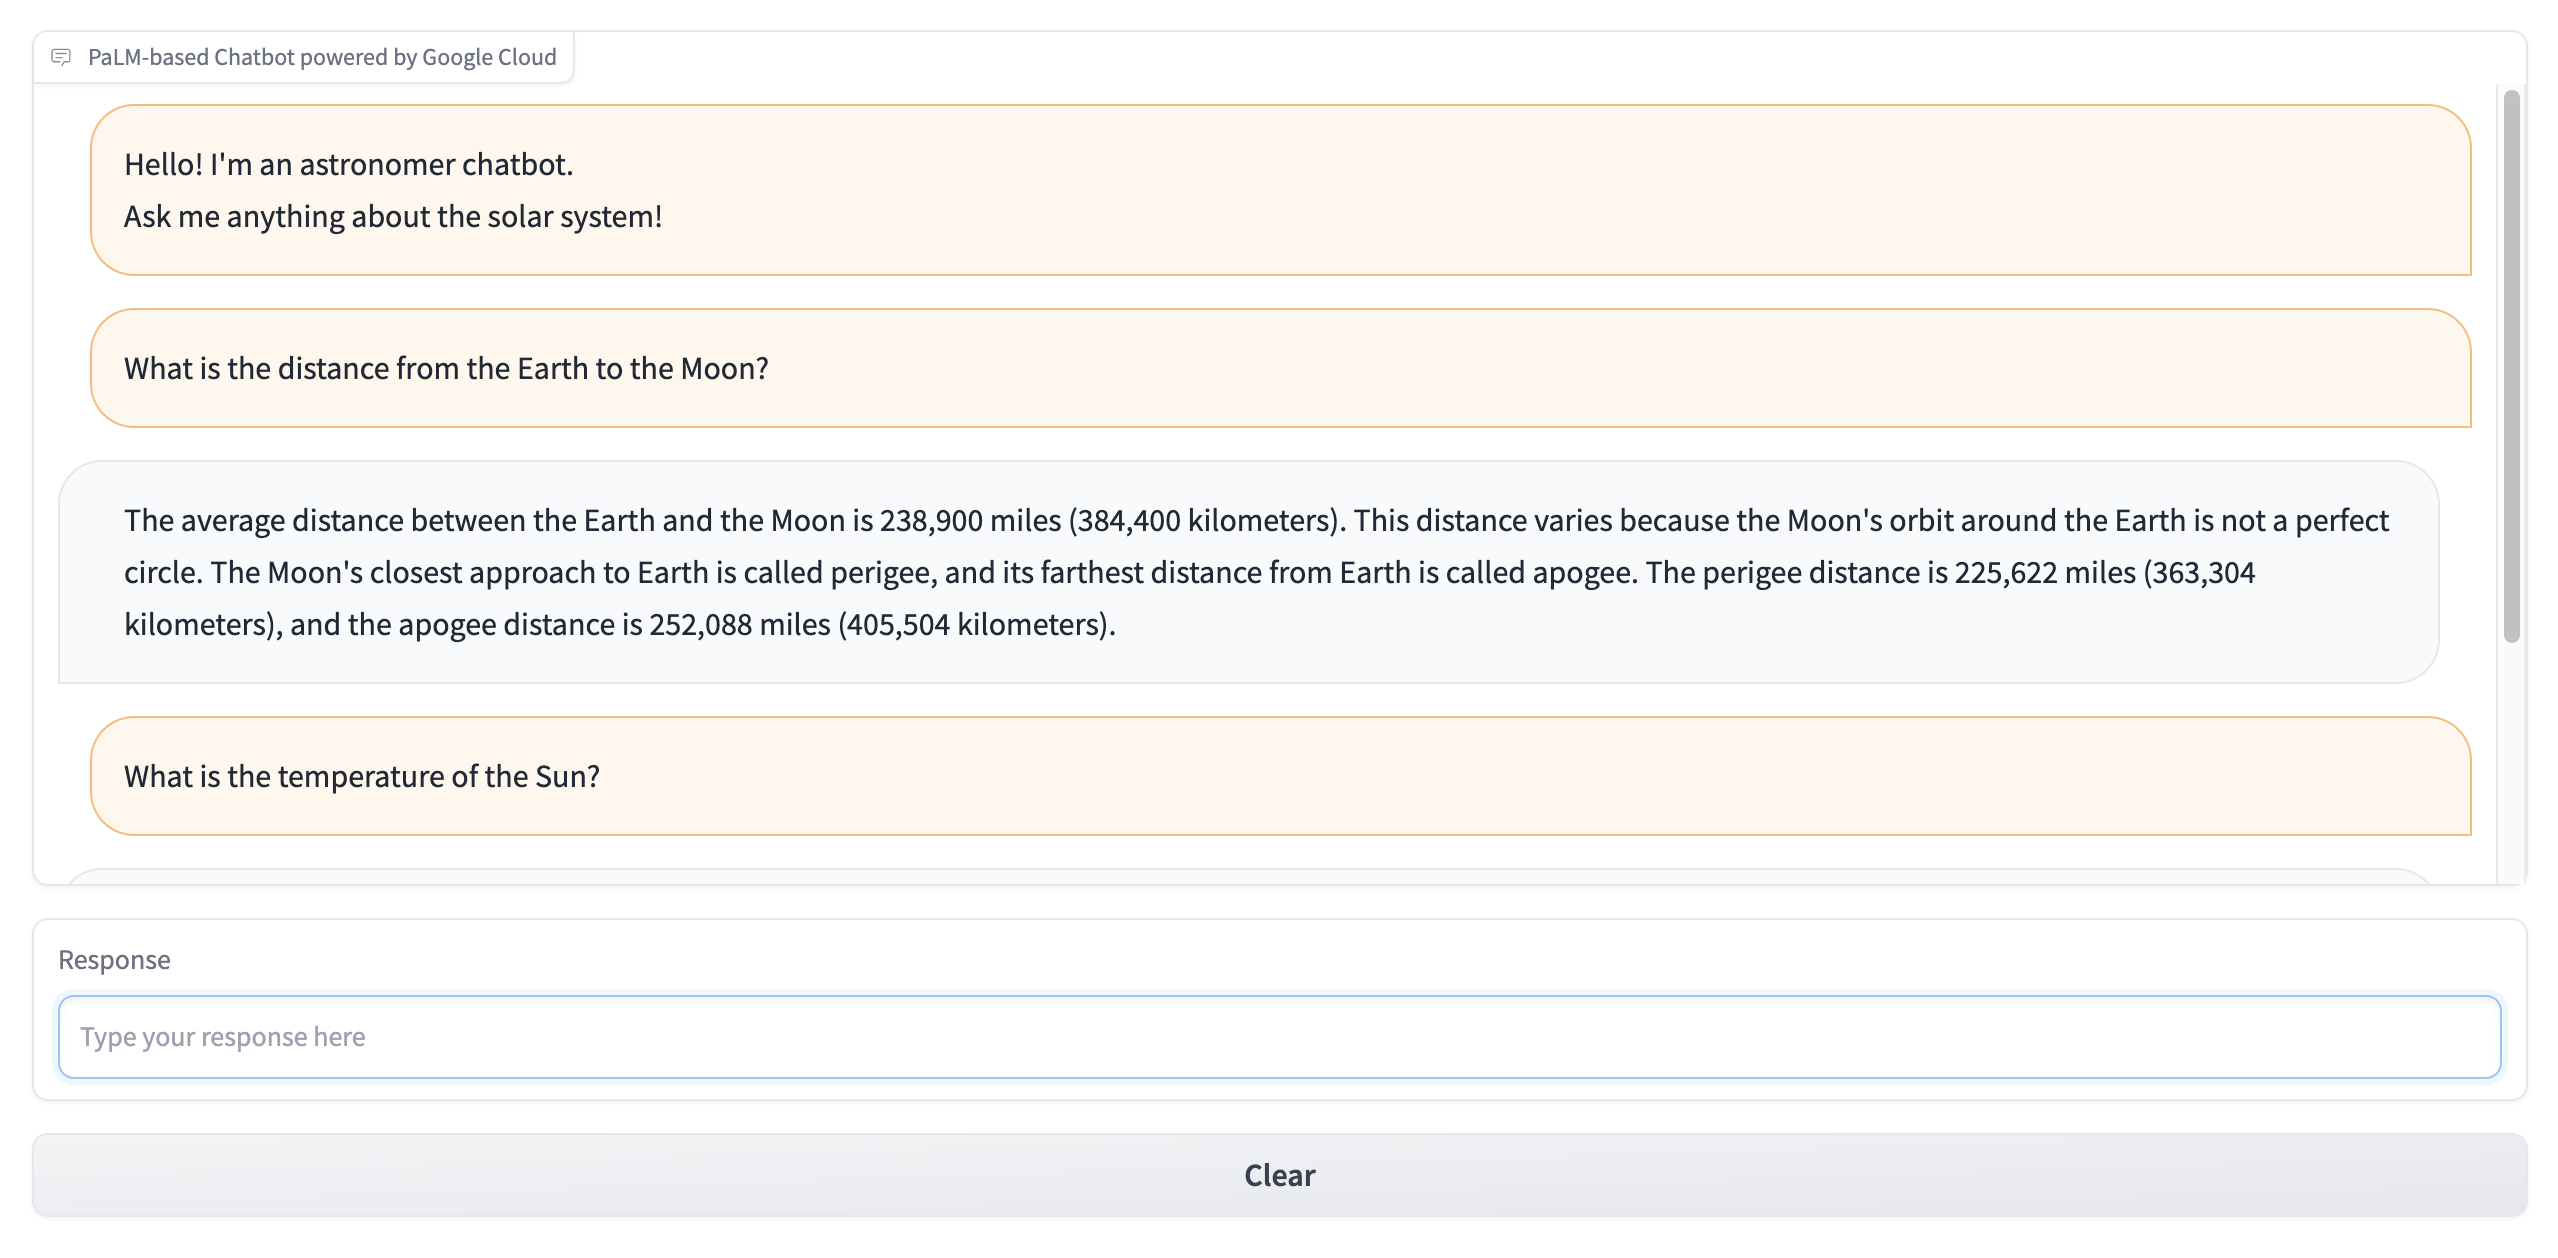 PaLM-based Chatbot powered by Google Cloud
Hello! I'm an astronomer chatbot.
Ask me anything about the solar system!
What is the distance from the Earth to the Moon?
The average distance between the Earth and the Moon is 238,900 miles (384,400 kilometers). This distance varies because the Moon's orbit around the Earth is not a perfect
circle. The Moon's closest approach to Earth is called perigee, and its farthest distance from Earth is called apogee. The perigee distance is 225,622 miles (363,304
kilometers), and the apogee distance is 252,088 miles (405,504 kilometers).
What is the temperature of the Sun?
Response
Type your response here
Clear